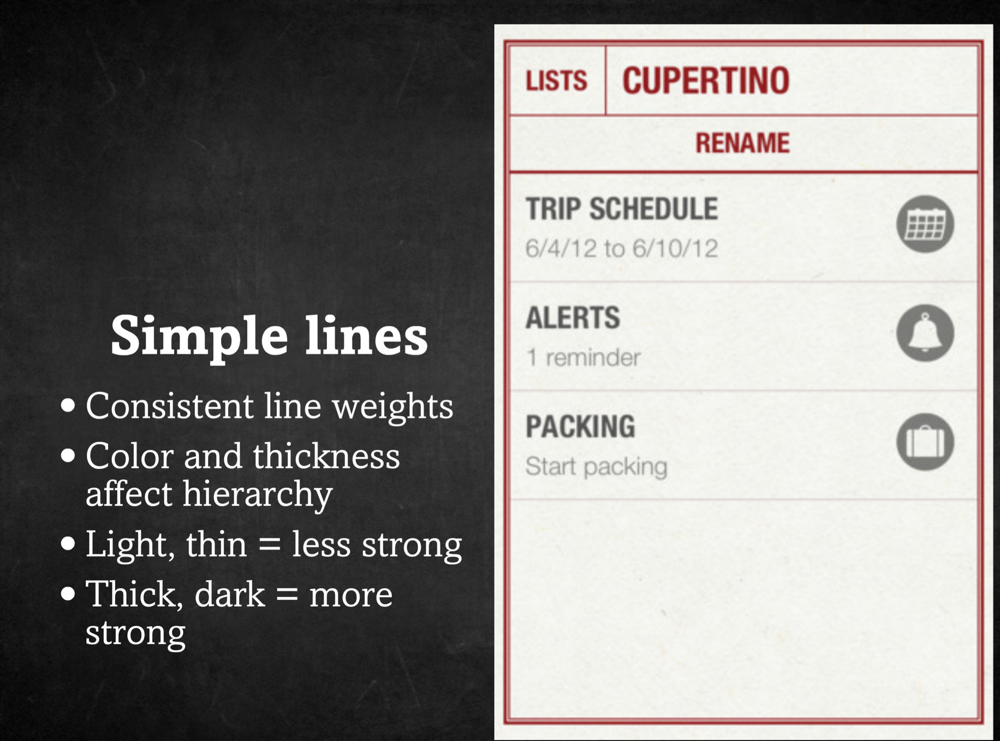 Simple lines
• Consistent line weights
• Color and thickness
affect hierarchy
• Light, thin = less strong
• Thick, dark = more
strong
LISTS
CUPERTINO
RENAME
TRIP SCHEDULE
6/4/12 to 6/10/12
ALERTS
1 reminder
PACKING
Start packing